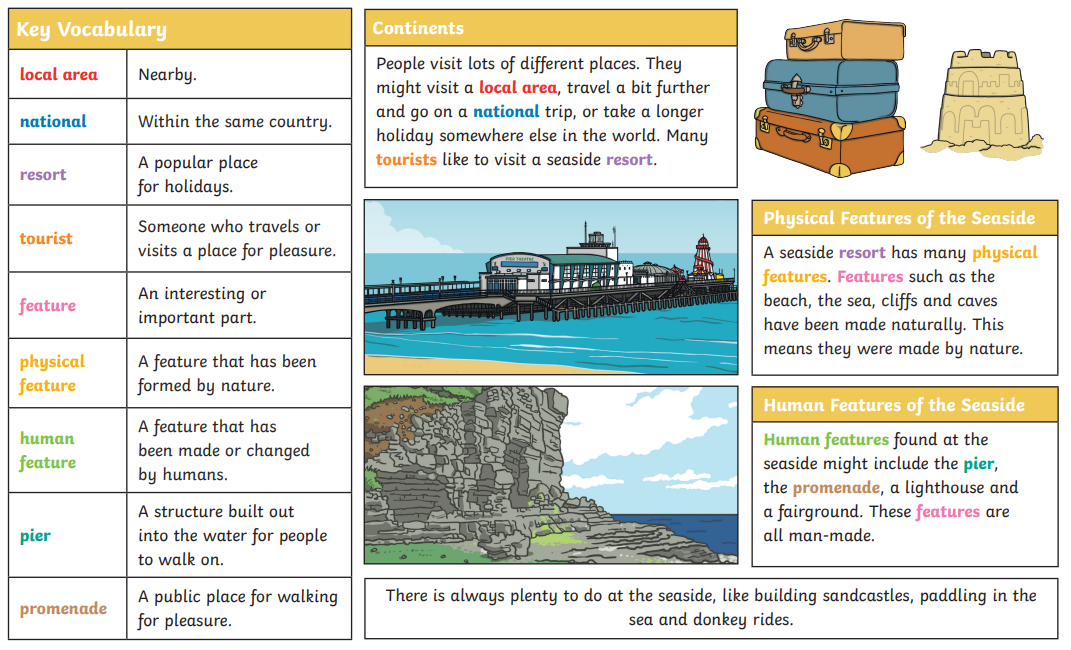 Key Vocabulary
local area
Nearby.
national
Within the same country.
resort
A popular place
for holidays.
tourist
Someone who travels or
visits a place for pleasure.
feature
An interesting or
important part.
physical
feature
A feature that has been
formed by nature.
human
feature
A feature that has
been made or changed
by humans.
pier
A structure built out
into the water for people
to walk on.
promenade
A public place for walking
for pleasure.
Continents
People visit lots of different places. They
might visit a local area, travel a bit further
and go on a national trip, or take a longer
holiday somewhere else in the world. Many
tourists like to visit a seaside resort.
PIER THEATRE
Physical Features of the Seaside
A seaside resort has many physical
features. Features such as the
beach, the sea, cliffs and caves
have been made naturally. This
means they were made by nature.
Human Features of the Seaside
Human features found at the
seaside might include the pier,
the promenade, a lighthouse and
a fairground. These features are
all man-made.
There is always plenty to do at the seaside, like building sandcastles, paddling in the
sea and donkey rides.